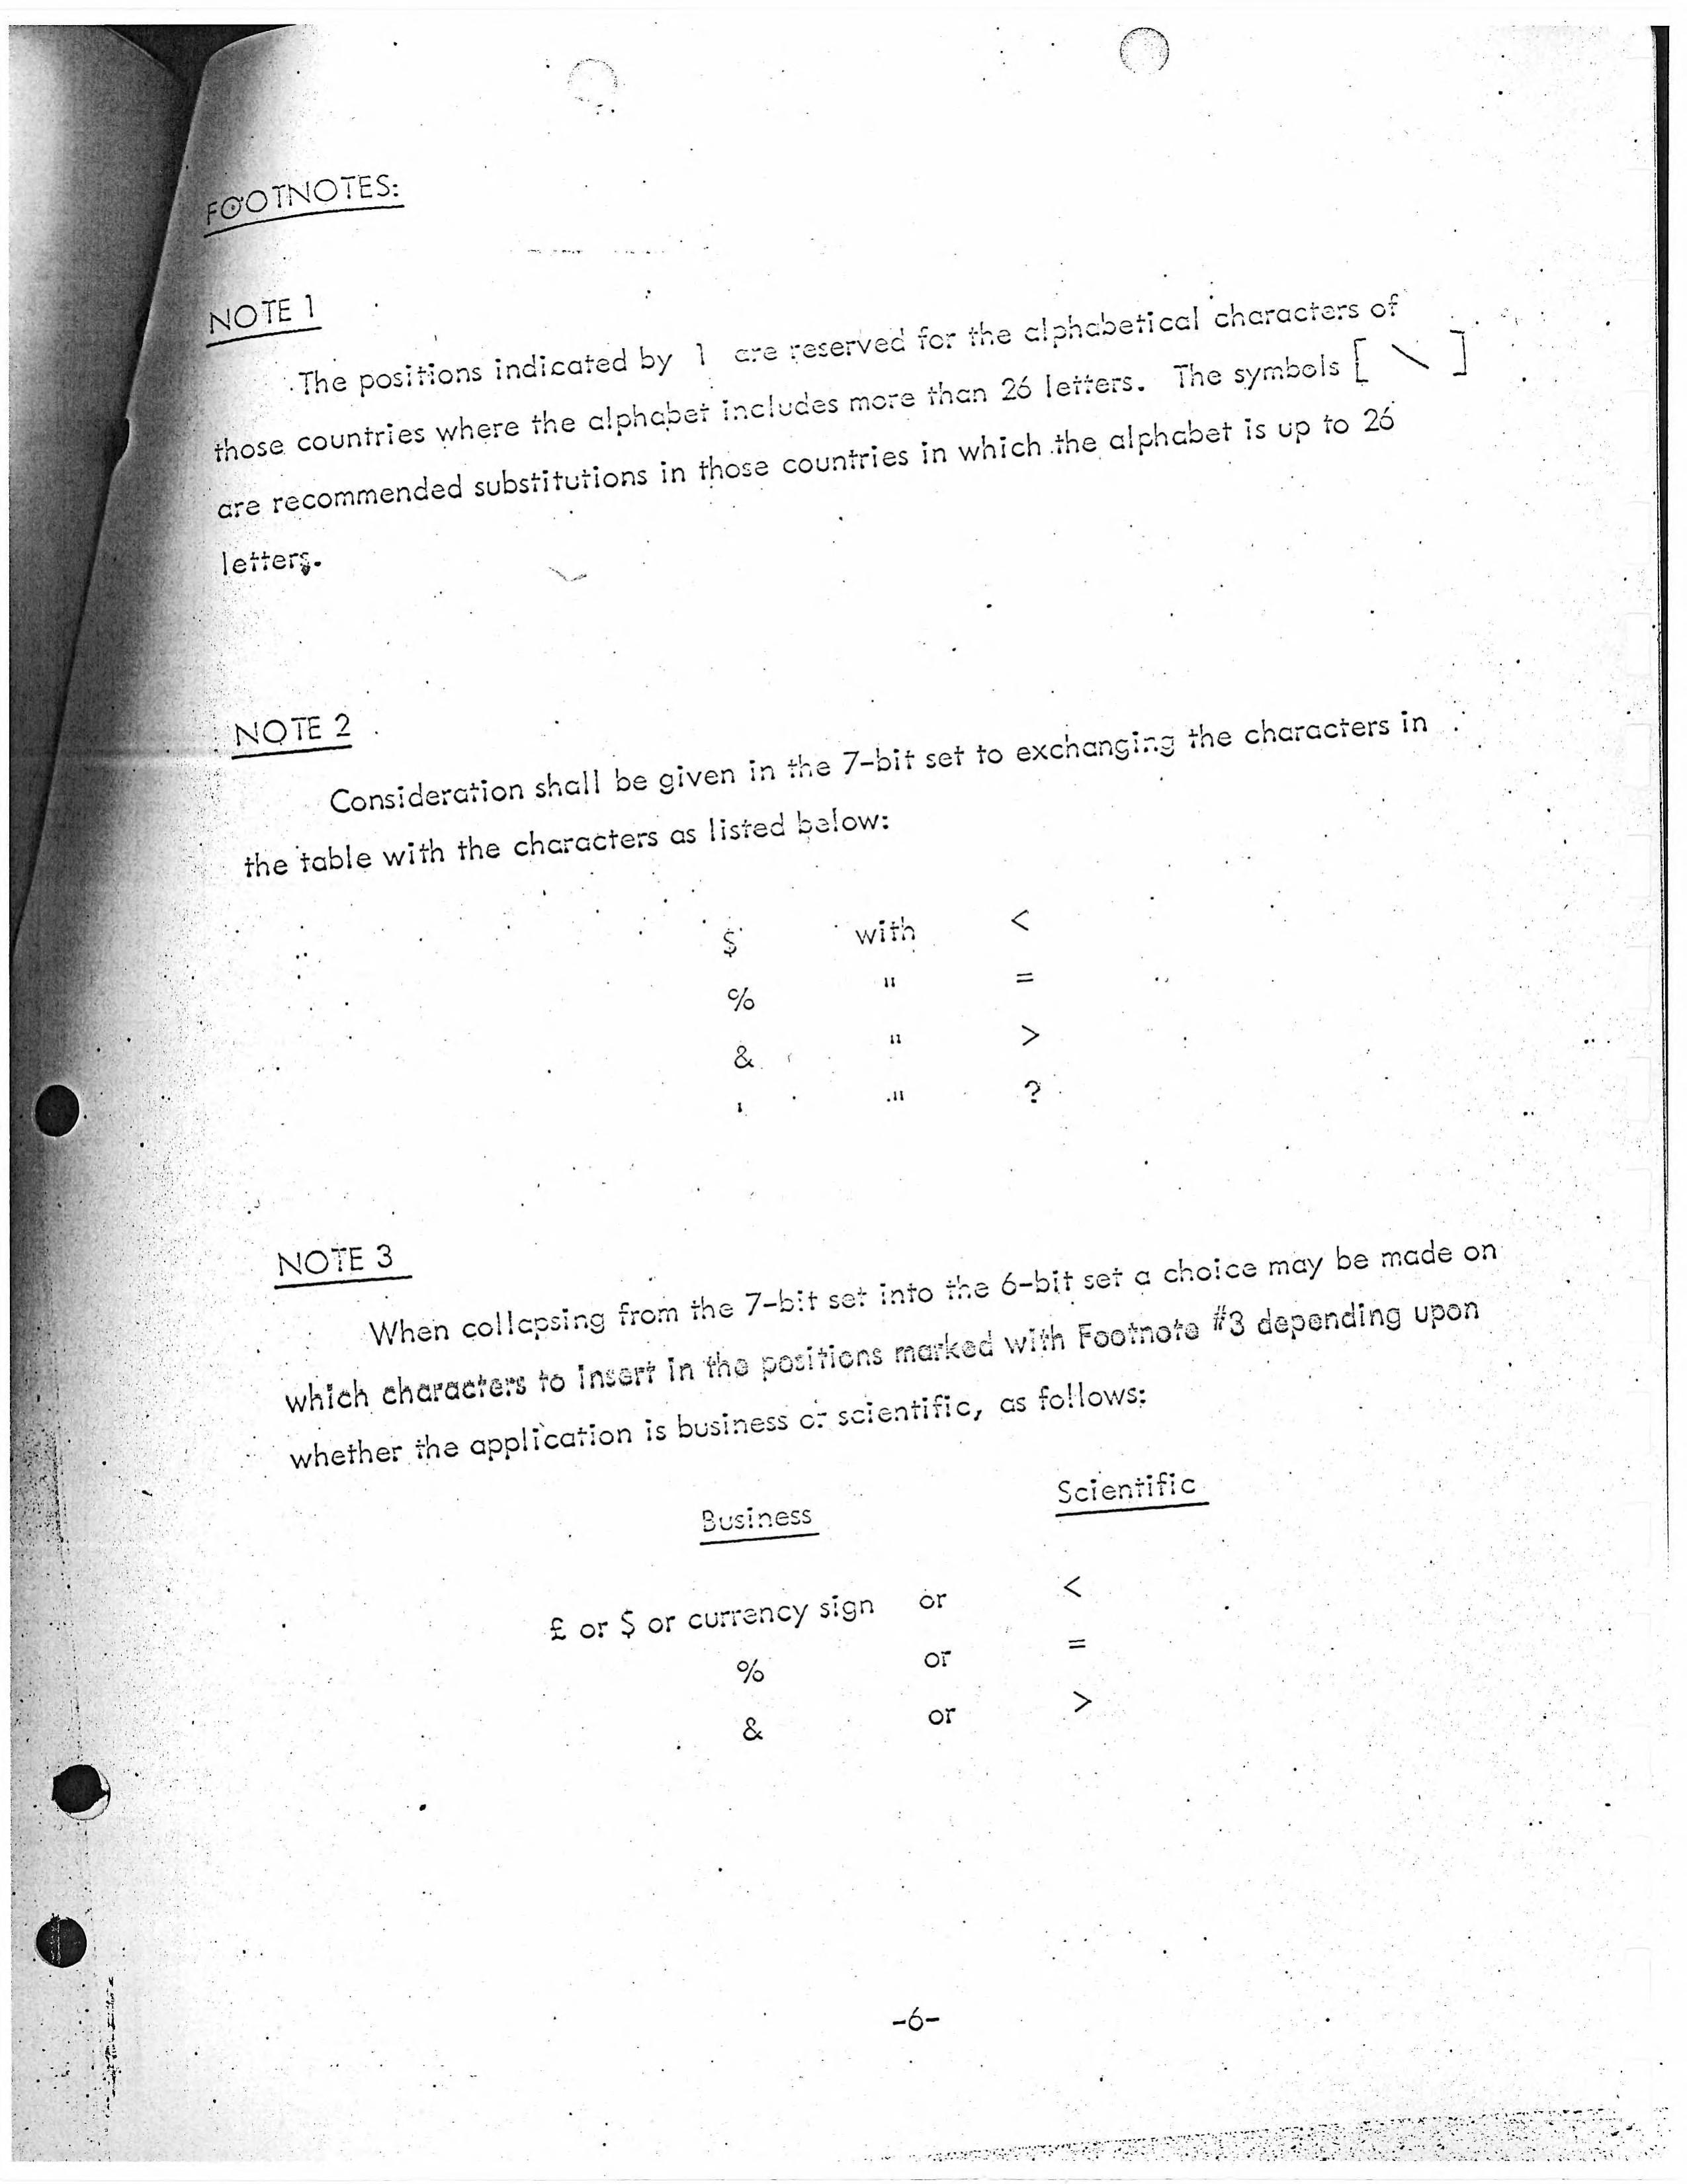 FOOTNOTES:
NOTE 1
The positions indicated by 1 are reserved for the alphabetical characters of
those countries where the alphabet includes more than 26 letters. The symbols [ \ ]
are recommended substitutions in those countries in which the alphabet is up to 26
letters.
NOTE 2
Consideration shall be given in the 7-bit set to exchanging the characters in
the table with the characters as listed below:
$ with <
% " =
& " >
' " ?
NOTE 3
When collapsing from the 7-bit set into the 6-bit set a choice may be made on
which characters to insert in the positions marked with Footnote #3 depending upon
whether the application is business or scientific, as follows:
Business Scientific
£ or $ or currency sign or <
% or =
& or >
-6-